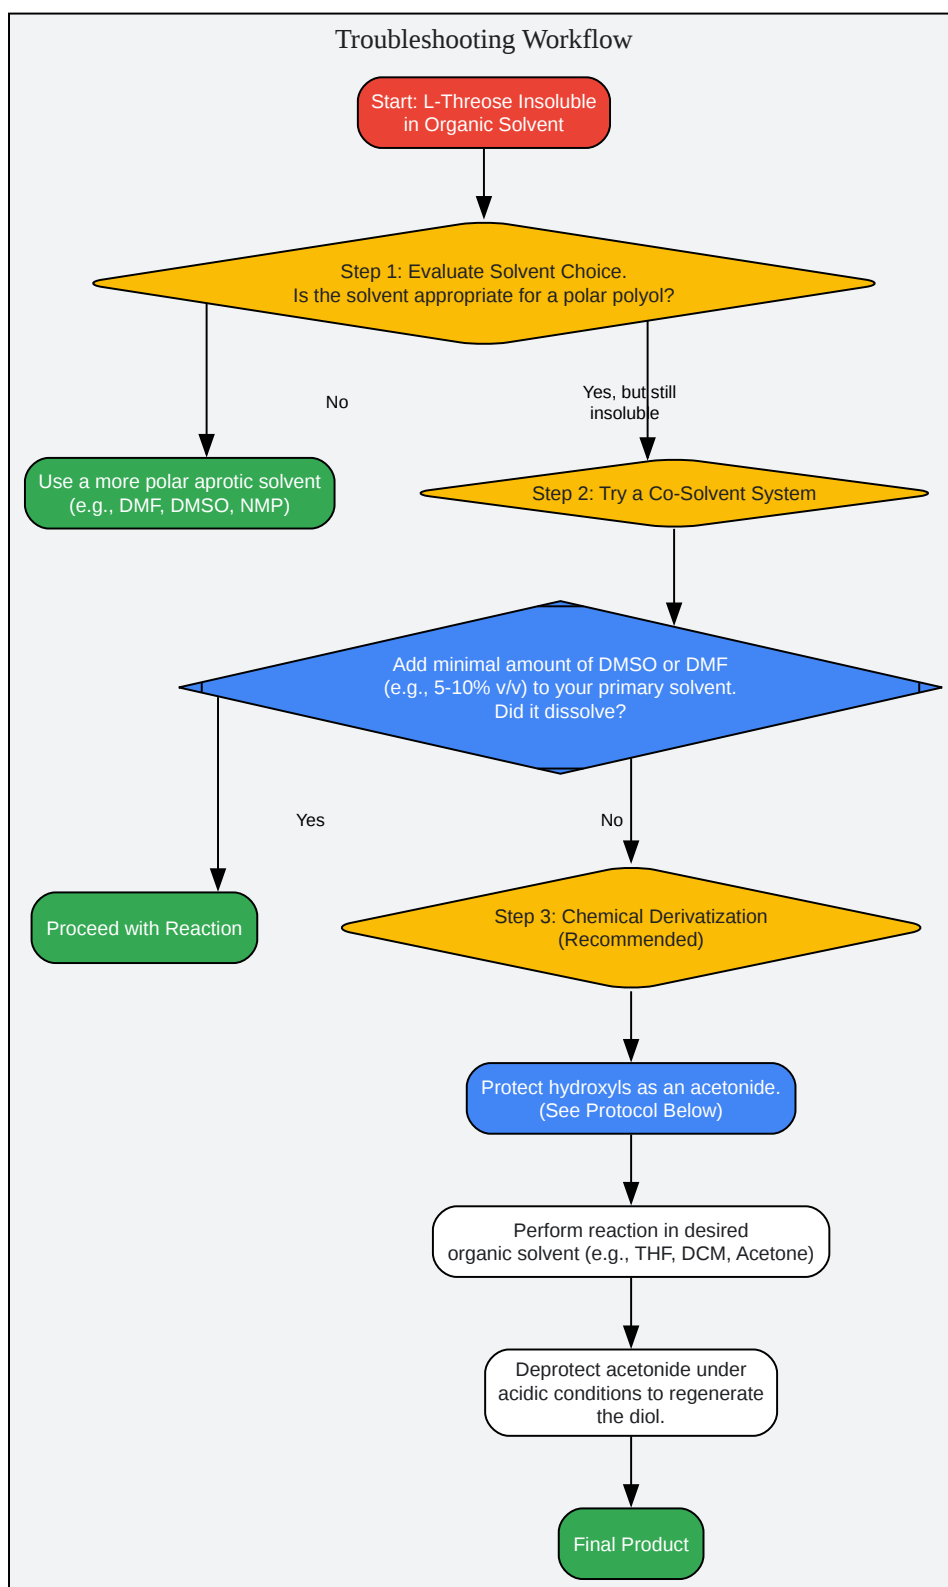 Troubleshooting Workflow
Start: L-Threose Insoluble
in Organic Solvent
Step 1: Evaluate Solvent Choice.
Is the solvent appropriate for a polar polyol?
No
Yes, but still
insoluble
Use a more polar aprotic solvent
(e.g., DMF, DMSO, NMP)
Step 2: Try a Co-Solvent System
Add minimal amount of DMSO or DMF
(e.g., 5-10% v/v) to your primary solvent.
Did it dissolve?
Yes
No
Proceed with Reaction
Step 3: Chemical Derivatization
(Recommended)
Protect hydroxyls as an acetonide.
(See Protocol Below)
Perform reaction in desired
organic solvent (e.g., THF, DCM, Acetone)
Deprotect acetonide under
acidic conditions to regenerate
the diol.
Final Product